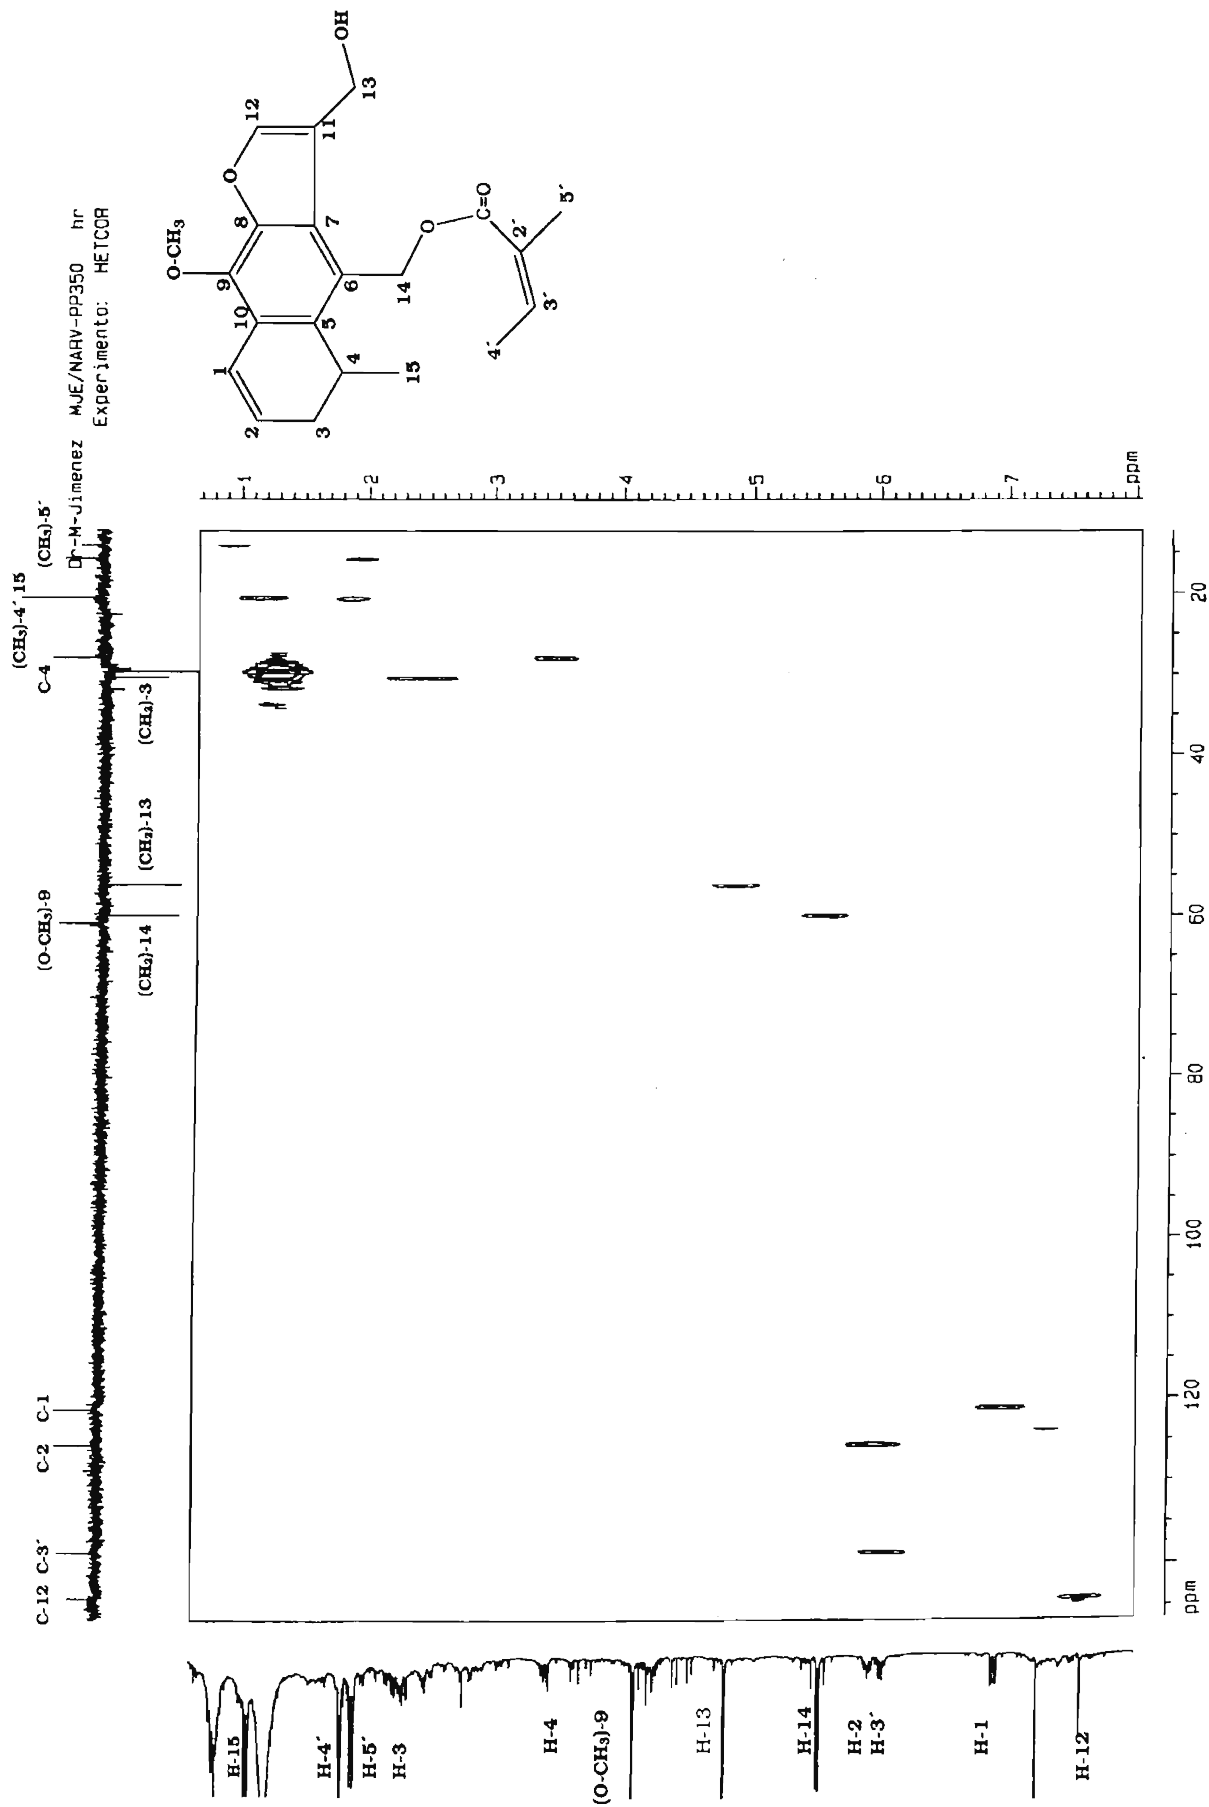 Dr-M-Jimenez MJE/NARV-PP350 hr
Experimento: HETCOR
O-CH₃
O
12
OH
13
11
8
9
7
10
6
5
1
2
3
4
15
14
O
C=O
2´
5´
3´
4´
(CH₃)-4´ 15
(CH₃)-5´
C-4
(CH₂)-3
(CH₂)-13
(O-CH₃)-9
(CH₂)-14
C-1
C-2
C-3´
C-12
1
2
3
4
5
6
7
ppm
20
40
60
80
100
120
ppm
H-15
H-4´
H-5´
H-3
H-4
(O-CH₃)-9
H-13
H-14
H-2
H-3´
H-1
H-12